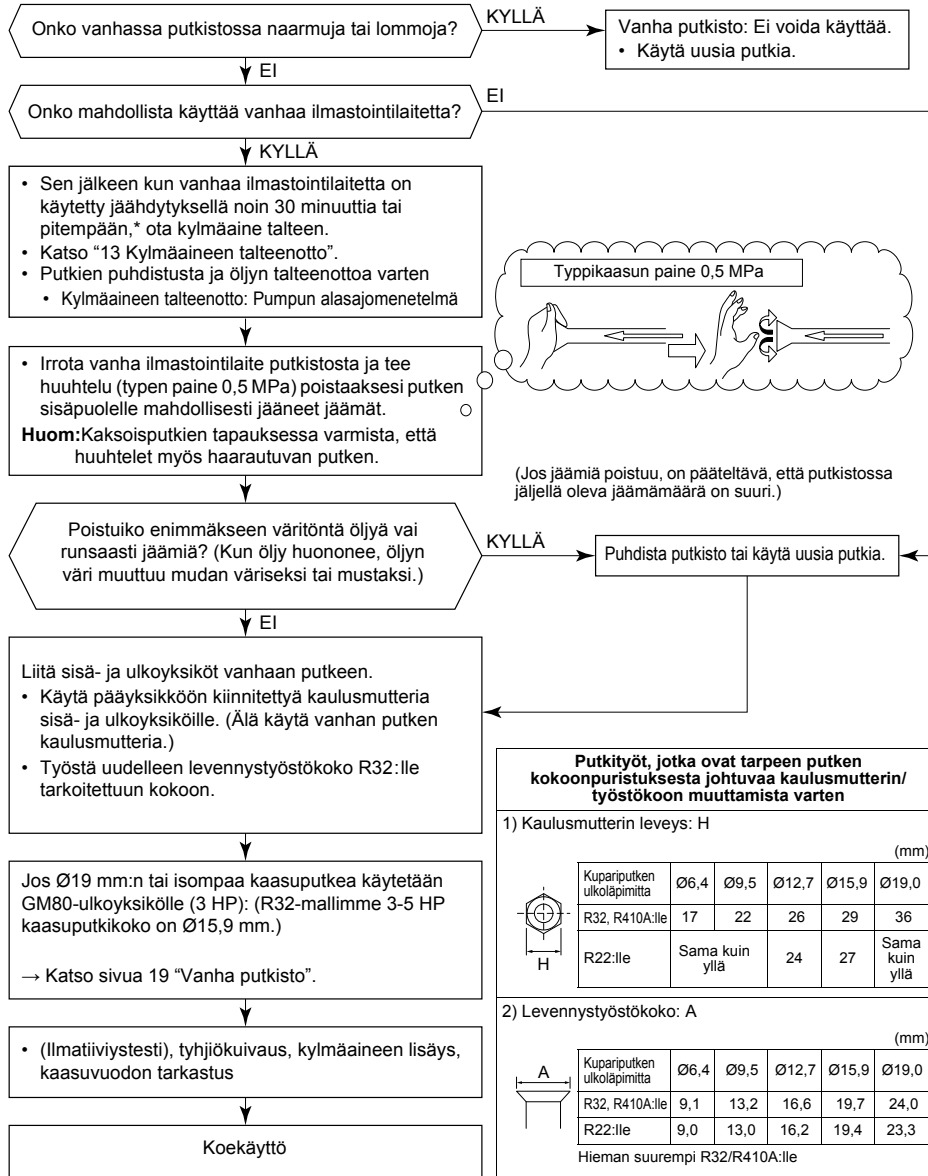 Onko vanhassa putkistossa naarmuja tai lommoja?
KYLLÄ
Vanha putkisto: Ei voida käyttää.
• Käytä uusia putkia.
EI
Onko mahdollista käyttää vanhaa ilmastointilaitetta?
EI
KYLLÄ
• Sen jälkeen kun vanhaa ilmastointilaitetta on
käytetty jäähdytyksellä noin 30 minuuttia tai
pitempään,* ota kylmäaine talteen.
• Katso “13 Kylmäaineen talteenotto”.
• Putkien puhdistusta ja öljyn talteenottoa varten
• Kylmäaineen talteenotto: Pumpun alasajomenetelmä
Typpikaasun paine 0,5 MPa
• Irrota vanha ilmastointilaite putkistosta ja tee
huuhtelu (typen paine 0,5 MPa) poistaaksesi putken
sisäpuolelle mahdollisesti jääneet jäämät.
Huom:Kaksoisputkien tapauksessa varmista, että
huuhtelet myös haarautuvan putken.
(Jos jäämiä poistuu, on pääteltävä, että putkistossa
jäljellä oleva jäämämäärä on suuri.)
Poistuiko enimmäkseen väritöntä öljyä vai
runsaasti jäämiä? (Kun öljy huononee, öljyn
väri muuttuu mudan väriseksi tai mustaksi.)
KYLLÄ
Puhdista putkisto tai käytä uusia putkia.
EI
Liitä sisä- ja ulkoyksiköt vanhaan putkeen.
• Käytä pääyksikköön kiinnitettyä kaulusmutteria
sisä- ja ulkoyksiköille. (Älä käytä vanhan putken
kaulusmutteria.)
• Työstä uudelleen levennystyöstökoko R32:lle
tarkoitettuun kokoon.
Jos Ø19 mm:n tai isompaa kaasuputkea käytetään
GM80-ulkoyksikölle (3 HP): (R32-mallimme 3-5 HP
kaasuputkikoko on Ø15,9 mm.)
→ Katso sivua 19 “Vanha putkisto”.
• (Ilmatiiviystesti), tyhjiökuivaus, kylmäaineen lisäys,
kaasuvuodon tarkastus
Koekäyttö
Putkityöt, jotka ovat tarpeen putken
kokoonpuristuksesta johtuvaa kaulusmutterin/
työstökoon muuttamista varten
1) Kaulusmutterin leveys: H
(mm)
Kupariputken
ulkoläpimitta Ø6,4 Ø9,5 Ø12,7 Ø15,9 Ø19,0
R32, R410A:lle 17 22 26 29 36
R22:lle Sama kuin yllä 24 27 Sama kuin yllä
H
2) Levennystyöstökoko: A
(mm)
A
Kupariputken
ulkoläpimitta Ø6,4 Ø9,5 Ø12,7 Ø15,9 Ø19,0
R32, R410A:lle 9,1 13,2 16,6 19,7 24,0
R22:lle 9,0 13,0 16,2 19,4 23,3
Hieman suurempi R32/R410A:lle